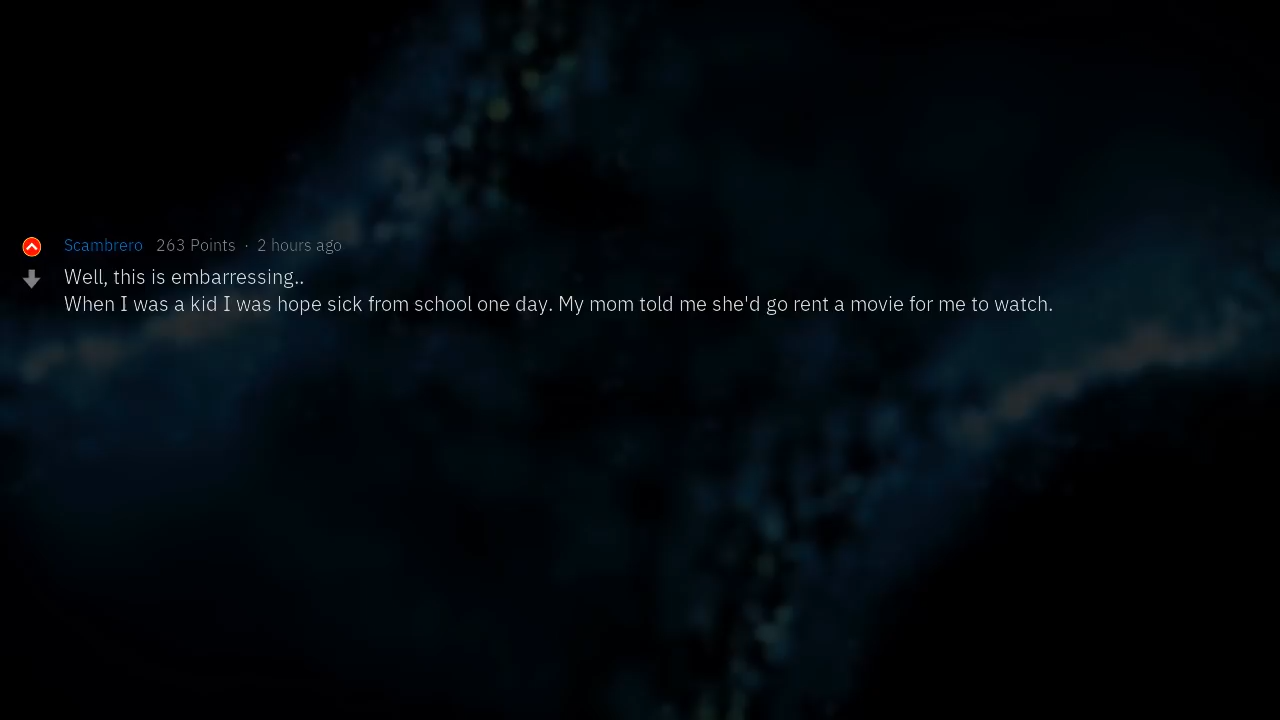 Scambrero 263 Points · 2 hours ago
Well, this is embarressing..
When I was a kid I was hope sick from school one day. My mom told me she'd go rent a movie for me to watch.